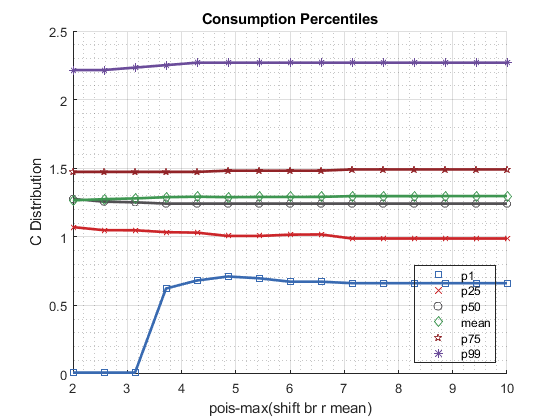 Consumption Percentiles
2.5
2
1.5
1
0.5
0
C Distribution
2 3 4 5 6 7 8 9 10
pois-max(shift br r mean)
p1
p25
p50
mean
p75
p99